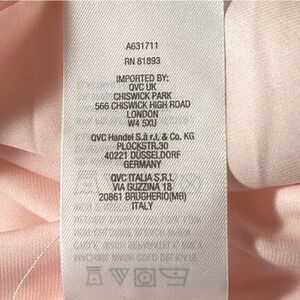 A631711
RN 81893
IMPORTED BY:
QVC UK
CHISWICK PARK
566 CHISWICK HIGH ROAD
LONDON
W4 5XU
QVC Handel S.à r.l. & Co. KG
PLOCKSTR.30
40221 DÜSSELDORF
GERMANY
QVC ITALIA S.R.L
VIA GUZZINA 18
20861 BRUGHERIO(MB)
ITALY